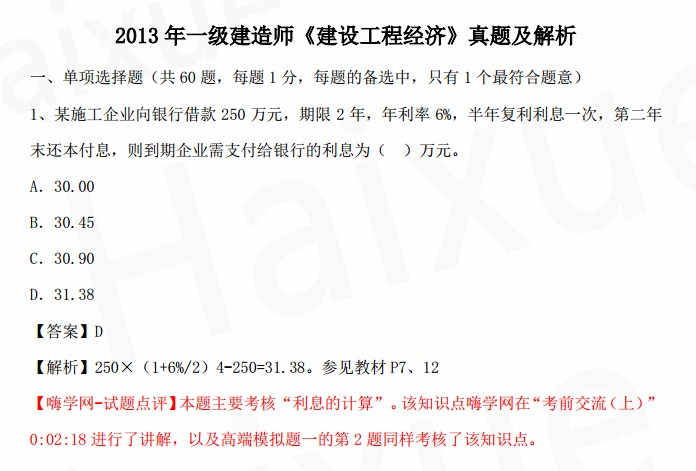 2013 年一级建造师《建设工程经济》真题及解析
一、单项选择题（共 60 题，每题 1 分，每题的备选中，只有 1 个最符合题意）
1、某施工企业向银行借款 250 万元，期限 2 年，年利率 6%，半年复利利息一次，第二年
末还本付息，则到期企业需支付给银行的利息为（ ）万元。
A．30.00
B．30.45
C．30.90
D．31.38
【答案】D
【解析】250×（1+6%/2）4-250=31.38。参见教材 P7、12
【嗨学网-试题点评】本题主要考核“利息的计算”。该知识点嗨学网在“考前交流（上）”
0:02:18 进行了讲解，以及高端模拟题一的第 2 题同样考核了该知识点。
Haixue